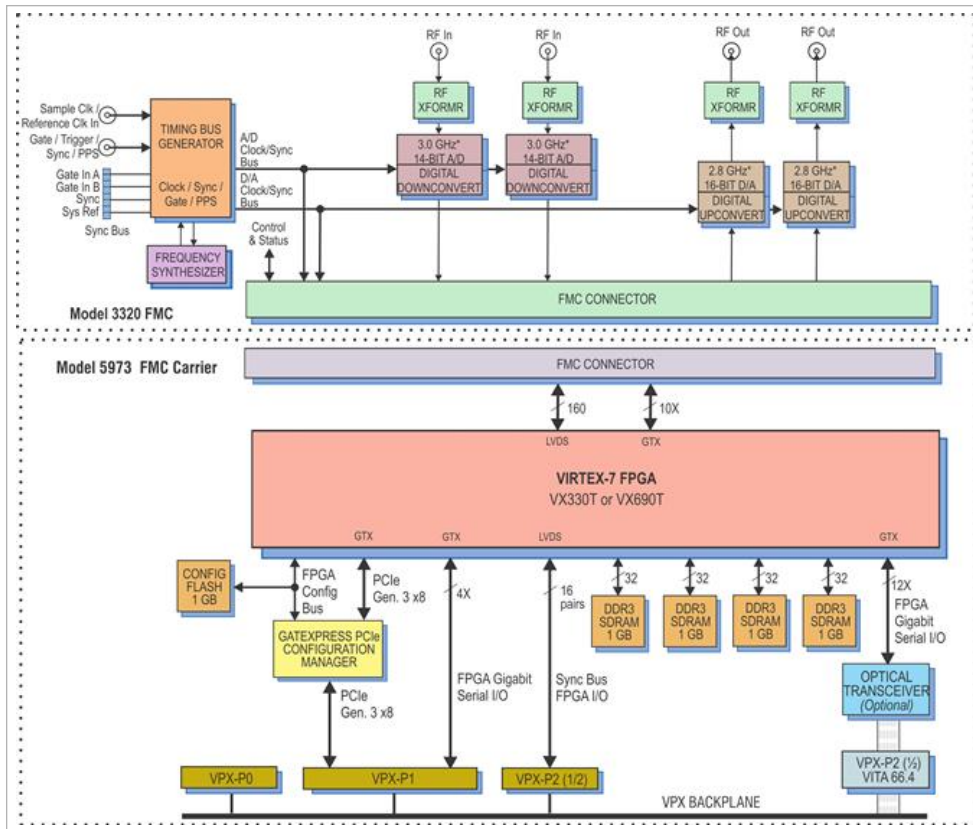 RF In
RF In
RF Out
RF Out
RF
XFORMR
RF
XFORMR
RF
XFORMR
RF
XFORMR
Sample Clk /
Reference Clk In
Gate / Trigger /
Sync / PPS
Gate In A
Gate In B
Sync
Sys Ref
Sync Bus
TIMING BUS
GENERATOR
Clock / Sync /
Gate / PPS
FREQUENCY
SYNTHESIZER
A/D
Clock/Sync
Bus
D/A
Clock/Sync
Bus
Control
& Status
3.0 GHz*
14-BIT A/D
DIGITAL
DOWNCONVERT
3.0 GHz*
14-BIT A/D
DIGITAL
DOWNCONVERT
2.8 GHz*
16-BIT D/A
DIGITAL
UPCONVERT
2.8 GHz*
16-BIT D/A
DIGITAL
UPCONVERT
FMC CONNECTOR
Model 3320 FMC
Model 5973 FMC Carrier
FMC CONNECTOR
160
10X
LVDS
GTX
VIRTEX-7 FPGA
VX330T or VX690T
GTX
GTX
LVDS
GTX
CONFIG
FLASH
1 GB
FPGA
Config
Bus
PCIe
Gen. 3 x8
4X
16
pairs
32
32
32
32
12X
FPGA
Gigabit
Serial I/O
DDR3
SDRAM
1 GB
DDR3
SDRAM
1 GB
DDR3
SDRAM
1 GB
DDR3
SDRAM
1 GB
GATEXPRESS PCIe
CONFIGURATION
MANAGER
PCIe
Gen. 3 x8
FPGA Gigabit
Serial I/O
Sync Bus
FPGA I/O
OPTICAL
TRANSCEIVER
(Optional)
VPX-P0
VPX-P1
VPX-P2 (1/2)
VPX-P2 (½)
VITA 66.4
VPX BACKPLANE